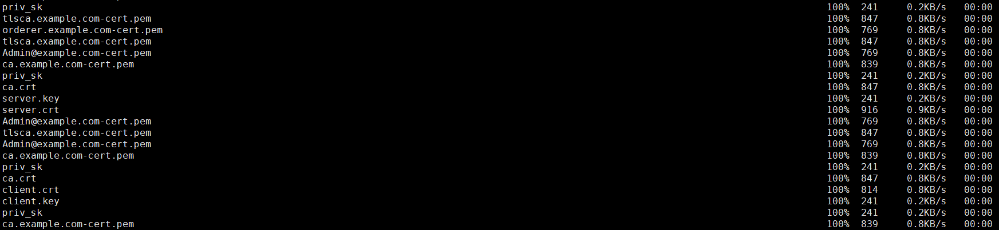 priv_sk 100% 241 0.2KB/s 00:00
tlsca.example.com-cert.pem 100% 847 0.8KB/s 00:00
orderer.example.com-cert.pem 100% 769 0.8KB/s 00:00
tlsca.example.com-cert.pem 100% 847 0.8KB/s 00:00
Admin@example.com-cert.pem 100% 769 0.8KB/s 00:00
ca.example.com-cert.pem 100% 839 0.8KB/s 00:00
priv_sk 100% 241 0.2KB/s 00:00
ca.crt 100% 847 0.8KB/s 00:00
server.key 100% 241 0.2KB/s 00:00
server.crt 100% 916 0.9KB/s 00:00
Admin@example.com-cert.pem 100% 769 0.8KB/s 00:00
tlsca.example.com-cert.pem 100% 847 0.8KB/s 00:00
Admin@example.com-cert.pem 100% 769 0.8KB/s 00:00
ca.example.com-cert.pem 100% 839 0.8KB/s 00:00
priv_sk 100% 241 0.2KB/s 00:00
ca.crt 100% 847 0.8KB/s 00:00
client.crt 100% 814 0.8KB/s 00:00
client.key 100% 241 0.2KB/s 00:00
priv_sk 100% 241 0.2KB/s 00:00
ca.example.com-cert.pem 100% 839 0.8KB/s 00:00